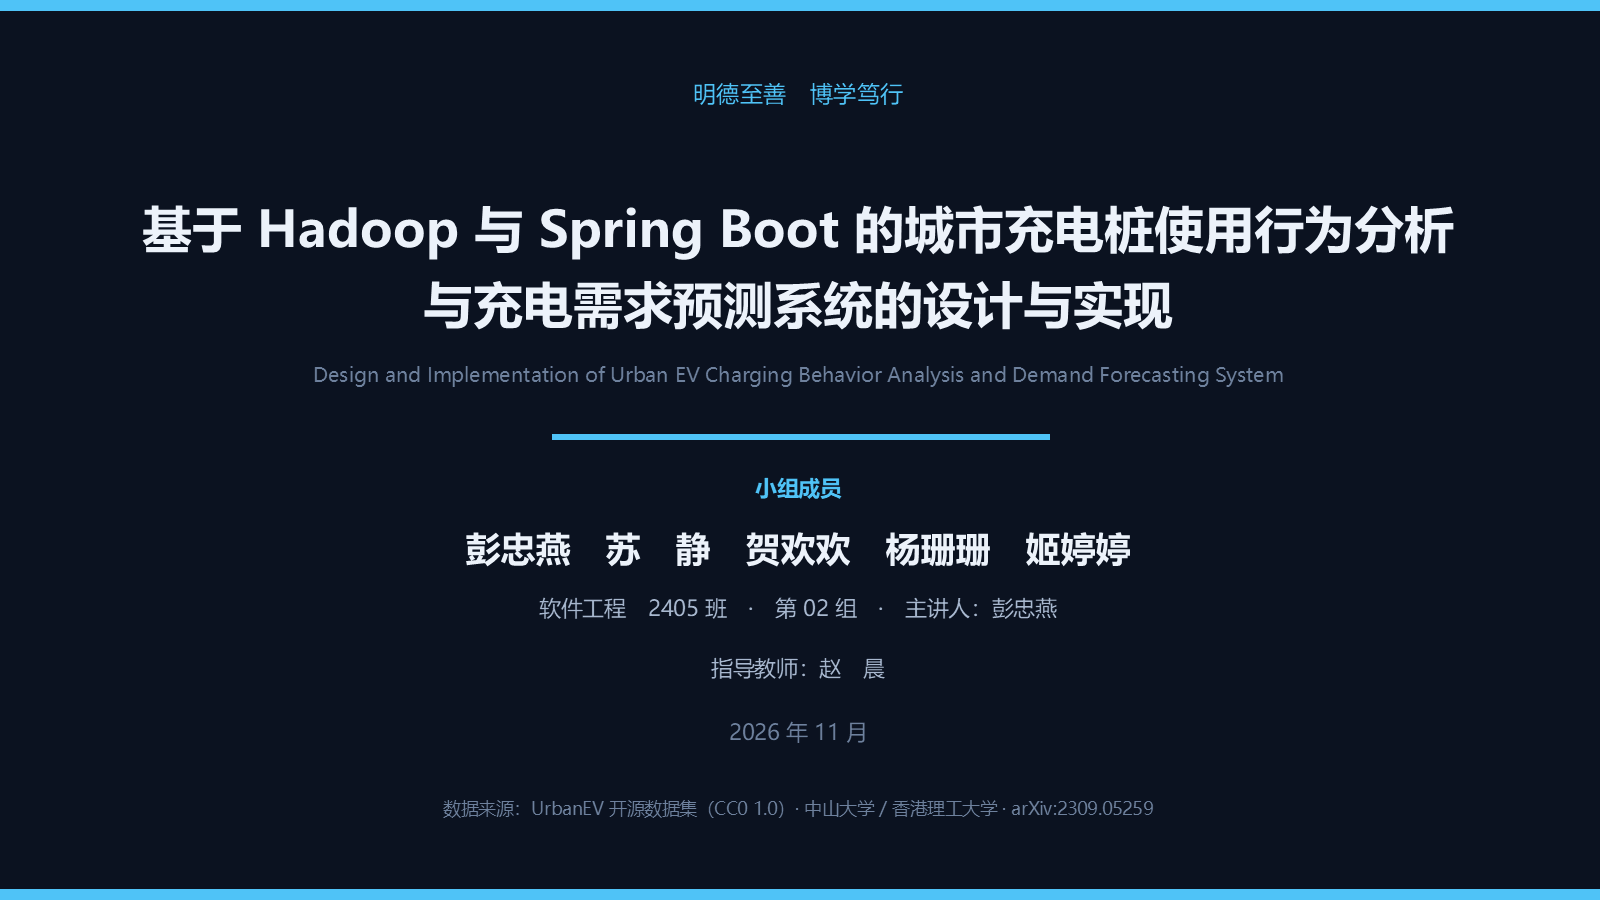 明德至善　博学笃行
基于 Hadoop 与 Spring Boot 的城市充电桩使用行为分析
与充电需求预测系统的设计与实现
Design and Implementation of Urban EV Charging Behavior Analysis and Demand Forecasting System
小组成员
彭忠燕　苏　静　贺欢欢　杨珊珊　姬婷婷
软件工程　2405 班　·　第 02 组　·　主讲人：彭忠燕
指导教师：赵　晨
2026 年 11 月
数据来源：UrbanEV 开源数据集（CC0 1.0）· 中山大学 / 香港理工大学 · arXiv:2309.05259